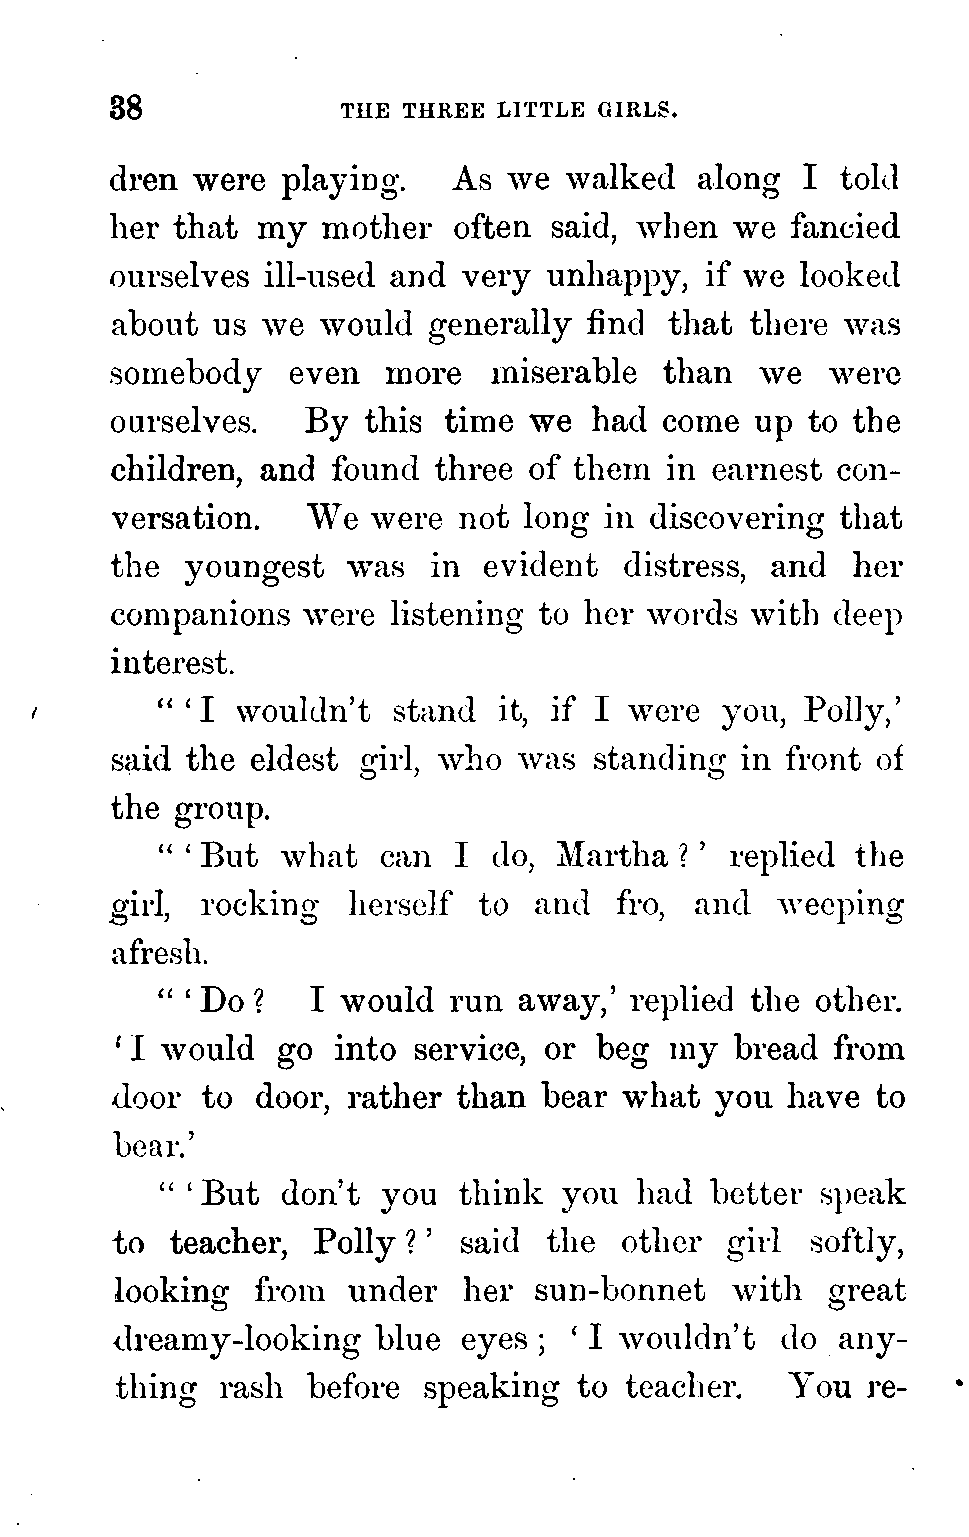 38 THE THREE LITTLE GIRLS.
dren were playing. As we walked along I told
her that my mother often said, when we fancied
ourselves ill-used and very unhappy, if we looked
about us we would generally find that there was
somebody even more miserable than we were
ourselves. By this time we had come up to the
children, and found three of them in earnest con-
versation. We were not long in discovering that
the youngest was in evident distress, and her
companions were listening to her words with deep
interest.
“ ‘ I wouldn’t stand it, if I were you, Polly,’
said the eldest girl, who was standing in front of
the group.
“ ‘ But what can I do, Martha ? ’ replied the
girl, rocking herself to and fro, and weeping
afresh.
“ ‘ Do ? I would run away,’ replied the other.
‘ I would go into service, or beg my bread from
door to door, rather than bear what you have to
bear.’
“ ‘ But don’t you think you had better speak
to teacher, Polly ? ’ said the other girl softly,
looking from under her sun-bonnet with great
dreamy-looking blue eyes ; ‘ I wouldn’t do any-
thing rash before speaking to teacher. You re-